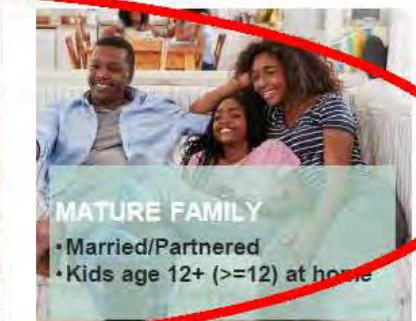 MATURE FAMILY
•Married/Partnered
•Kids age 12+ (>=12) at home